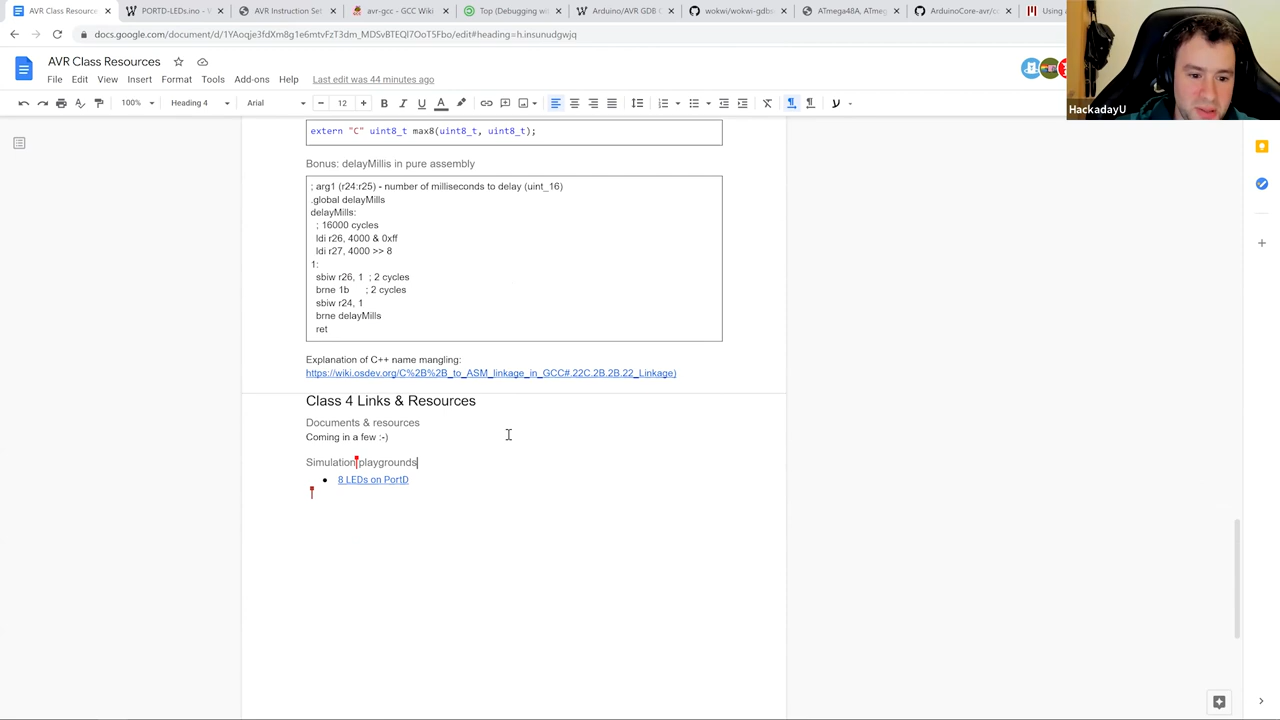 AVR Class Resources
PORTD-LEDs.ino - V
AVR Instruction Set
avr-gcc - GCC Wiki
Top (Debugging wi
Arduino/AVR GDB (
wokwi/wokwi-gdbs
ATmega48A, ATmeg
ArduinoCore-avr/co
Using a
docs.google.com/document/d/1YAoqje3fdXm8g1e6mtvFzT3dm_MDSvBTEQI7OoT5Fbo/edit#heading=h.insunudgwjq
AVR Class Resources
File Edit View Insert Format Tools Add-ons Help Last edit was 44 minutes ago
100% Heading 4 Arial 12 B I U A
HackadayU
extern "C" uint8_t max8(uint8_t, uint8_t);
Bonus: delayMillis in pure assembly
; arg1 (r24:r25) - number of milliseconds to delay (uint_16)
.global delayMills
delayMills:
; 16000 cycles
ldi r26, 4000 & 0xff
ldi r27, 4000 >> 8
1:
sbiw r26, 1 ; 2 cycles
brne 1b ; 2 cycles
sbiw r24, 1
brne delayMills
ret
Explanation of C++ name mangling:
https://wiki.osdev.org/C%2B%2B_to_ASM_linkage_in_GCC#.22C.2B.2B.22_Linkage)
Class 4 Links & Resources
Documents & resources
Coming in a few :-)
Simulation playgrounds
● 8 LEDs on PortD